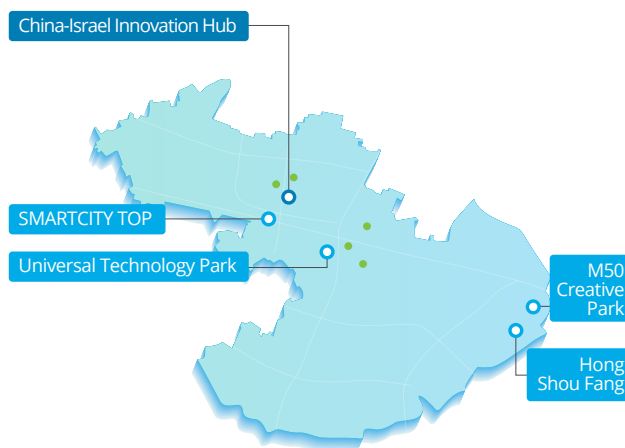 China-Israel Innovation Hub
SMARTCITY TOP
Universal Technology Park
M50
Creative
Park
Hong
Shou Fang